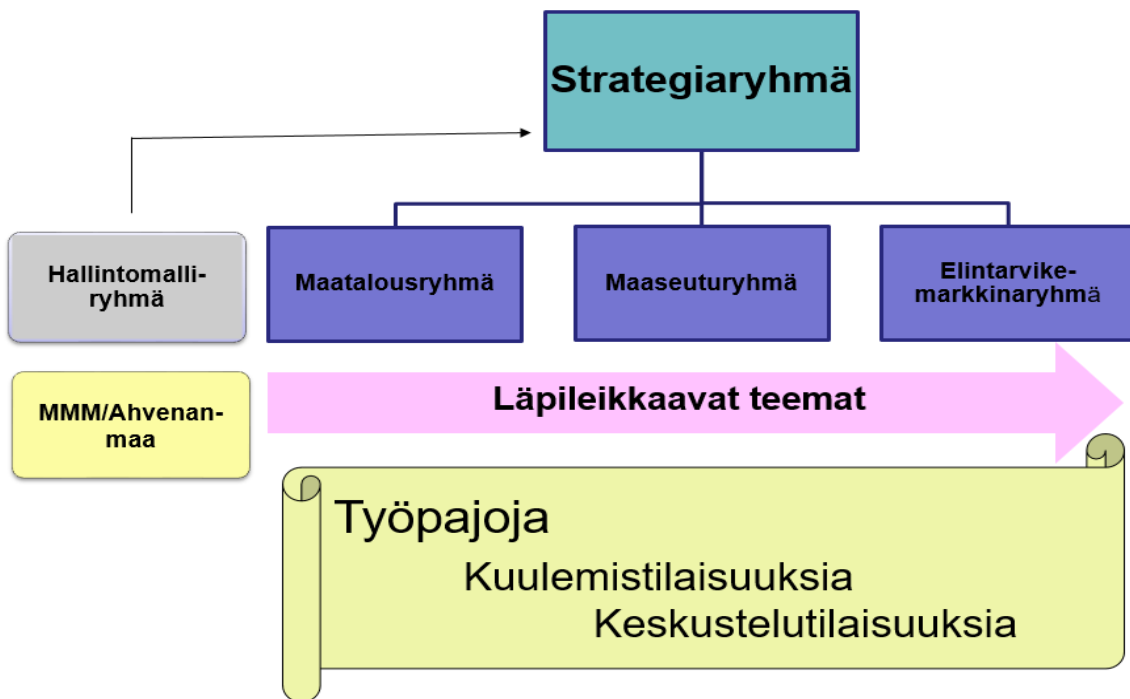 Strategiaryhmä
Hallintomalli-
ryhmä
Maatalousryhmä
Maaseuturyhmä
Elintarvike-
markkinaryhmä
MMM/Ahvenan-
maa
Läpileikkaavat teemat
Työpajoja
Kuulemistilaisuuksia
Keskustelutilaisuuksia